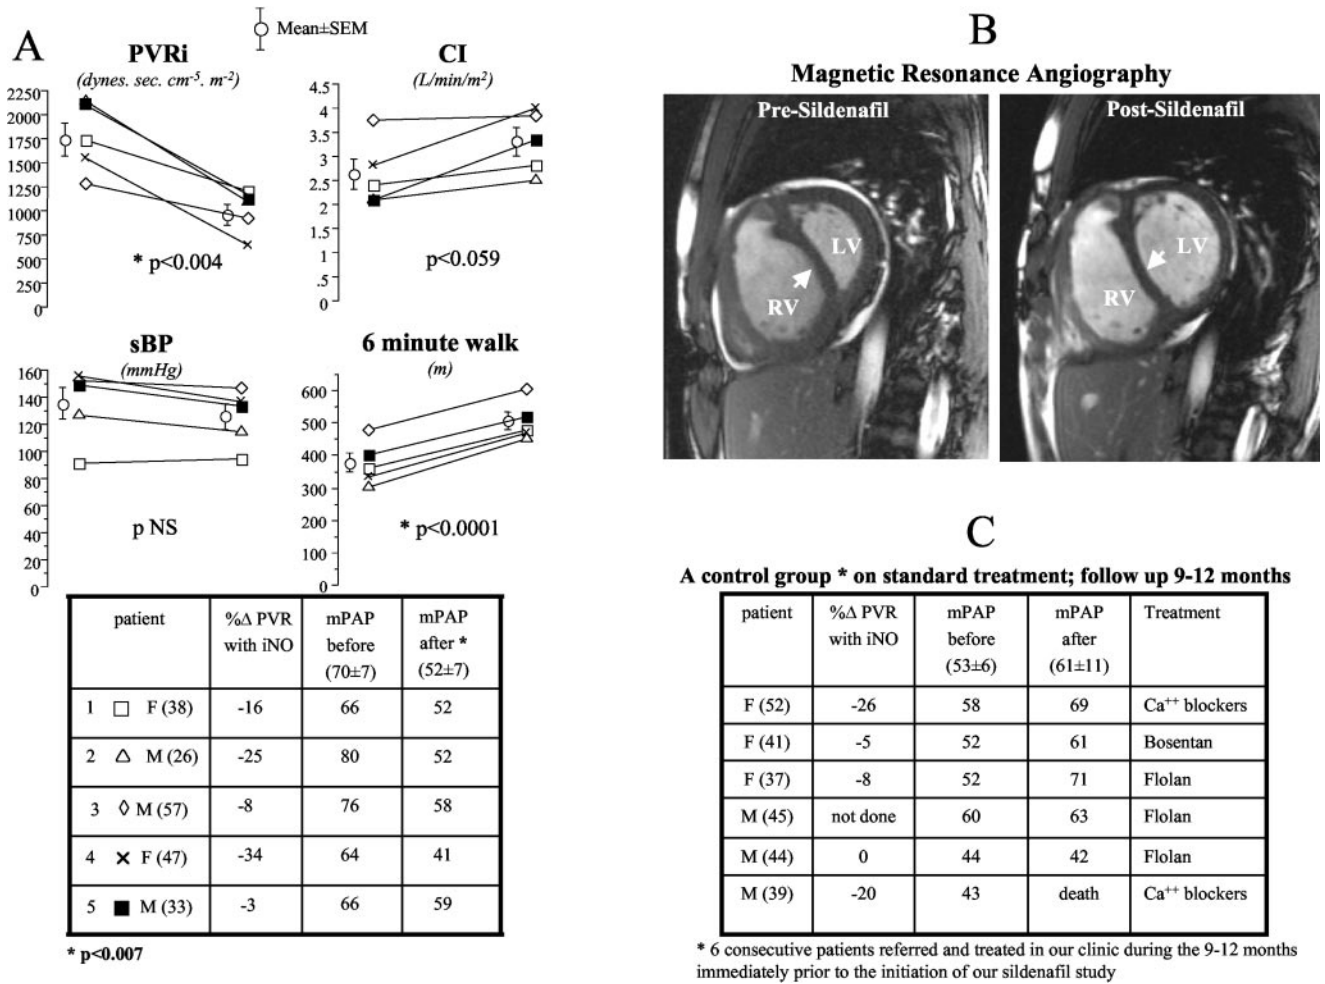 A
Mean±SEM
PVRi
(dynes. sec. cm-5. m-2)
2250
2000
1750
1500
1250
1000
750
500
250
0
* p<0.004
CI
(L/min/m2)
4.5
4
3.5
3
2.5
2
1.5
1
.5
0
p<0.059
sBP
(mmHg)
160
140
120
100
80
60
40
20
0
p NS
6 minute walk
(m)
600
500
400
300
200
100
0
* p<0.0001
patient %Δ PVR with iNO mPAP before (70±7) mPAP after * (52±7)
1 □ F (38) -16 66 52
2 △ M (26) -25 80 52
3 ◇ M (57) -8 76 58
4 × F (47) -34 64 41
5 ■ M (33) -3 66 59
* p<0.007
B
Magnetic Resonance Angiography
Pre-Sildenafil
LV
RV
Post-Sildenafil
LV
RV
C
A control group * on standard treatment; follow up 9-12 months
patient %Δ PVR with iNO mPAP before (53±6) mPAP after (61±11) Treatment
F (52) -26 58 69 Ca++ blockers
F (41) -5 52 61 Bosentan
F (37) -8 52 71 Flolan
M (45) not done 60 63 Flolan
M (44) 0 44 42 Flolan
M (39) -20 43 death Ca++ blockers
* 6 consecutive patients referred and treated in our clinic during the 9-12 months
immediately prior to the initiation of our sildenafil study